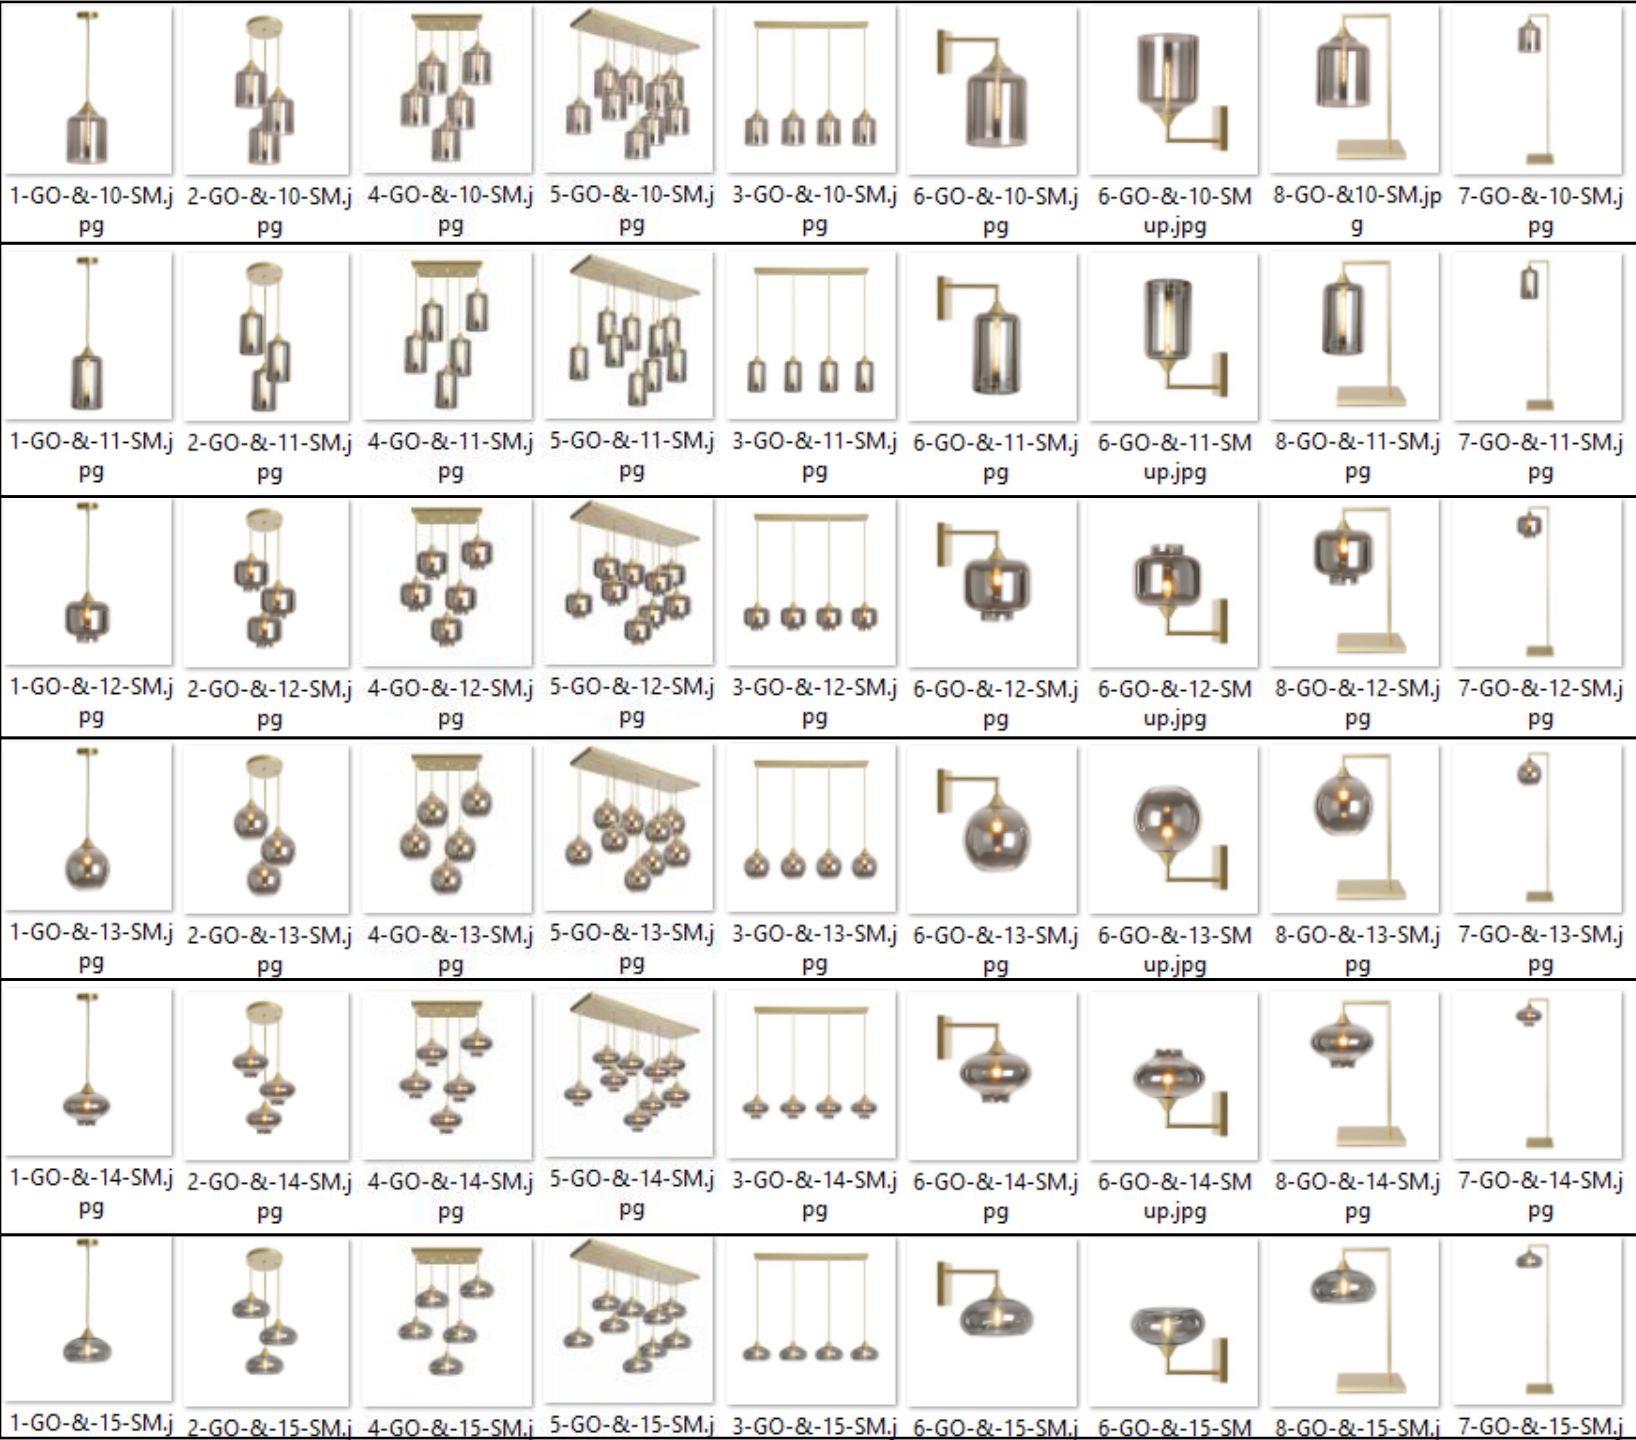 1-GO-&-10-SM.j
pg
2-GO-&-10-SM.j
pg
4-GO-&-10-SM.j
pg
5-GO-&-10-SM.j
pg
3-GO-&-10-SM.j
pg
6-GO-&-10-SM.j
pg
6-GO-&-10-SM
up.jpg
8-GO-&10-SM.jp
g
7-GO-&-10-SM.j
pg
1-GO-&-11-SM.j
pg
2-GO-&-11-SM.j
pg
4-GO-&-11-SM.j
pg
5-GO-&-11-SM.j
pg
3-GO-&-11-SM.j
pg
6-GO-&-11-SM.j
pg
6-GO-&-11-SM
up.jpg
8-GO-&-11-SM.j
pg
7-GO-&-11-SM.j
pg
1-GO-&-12-SM.j
pg
2-GO-&-12-SM.j
pg
4-GO-&-12-SM.j
pg
5-GO-&-12-SM.j
pg
3-GO-&-12-SM.j
pg
6-GO-&-12-SM.j
pg
6-GO-&-12-SM
up.jpg
8-GO-&-12-SM.j
pg
7-GO-&-12-SM.j
pg
1-GO-&-13-SM.j
pg
2-GO-&-13-SM.j
pg
4-GO-&-13-SM.j
pg
5-GO-&-13-SM.j
pg
3-GO-&-13-SM.j
pg
6-GO-&-13-SM.j
pg
6-GO-&-13-SM
up.jpg
8-GO-&-13-SM.j
pg
7-GO-&-13-SM.j
pg
1-GO-&-14-SM.j
pg
2-GO-&-14-SM.j
pg
4-GO-&-14-SM.j
pg
5-GO-&-14-SM.j
pg
3-GO-&-14-SM.j
pg
6-GO-&-14-SM.j
pg
6-GO-&-14-SM
up.jpg
8-GO-&-14-SM.j
pg
7-GO-&-14-SM.j
pg
1-GO-&-15-SM.j
2-GO-&-15-SM.j
4-GO-&-15-SM.j
5-GO-&-15-SM.j
3-GO-&-15-SM.j
6-GO-&-15-SM.j
6-GO-&-15-SM
8-GO-&-15-SM.j
7-GO-&-15-SM.j